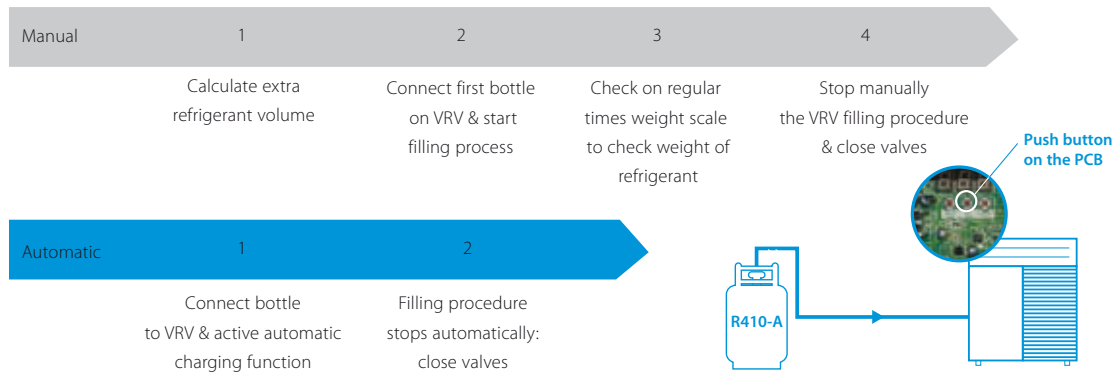 Manual 1 2 3 4
Calculate extra
refrigerant volume
Connect first bottle
on VRV & start
filling process
Check on regular
times weight scale
to check weight of
refrigerant
Stop manually
the VRV filling procedure
& close valves
Push button
on the PCB
Automatic 1 2
Connect bottle
to VRV & active automatic
charging function
Filling procedure
stops automatically:
close valves
R410-A